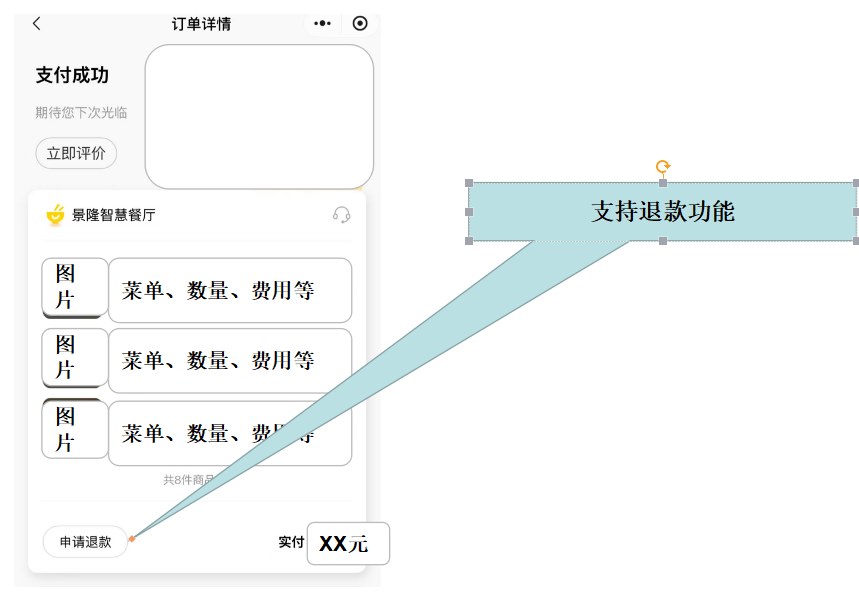 订单详情
支付成功
期待您下次光临
立即评价
支持退款功能
景隆智慧餐厅
图
片
菜单、数量、费用等
图
片
菜单、数量、费用等
图
片
菜单、数量、费用等
共8件商品
申请退款
实付
XX元